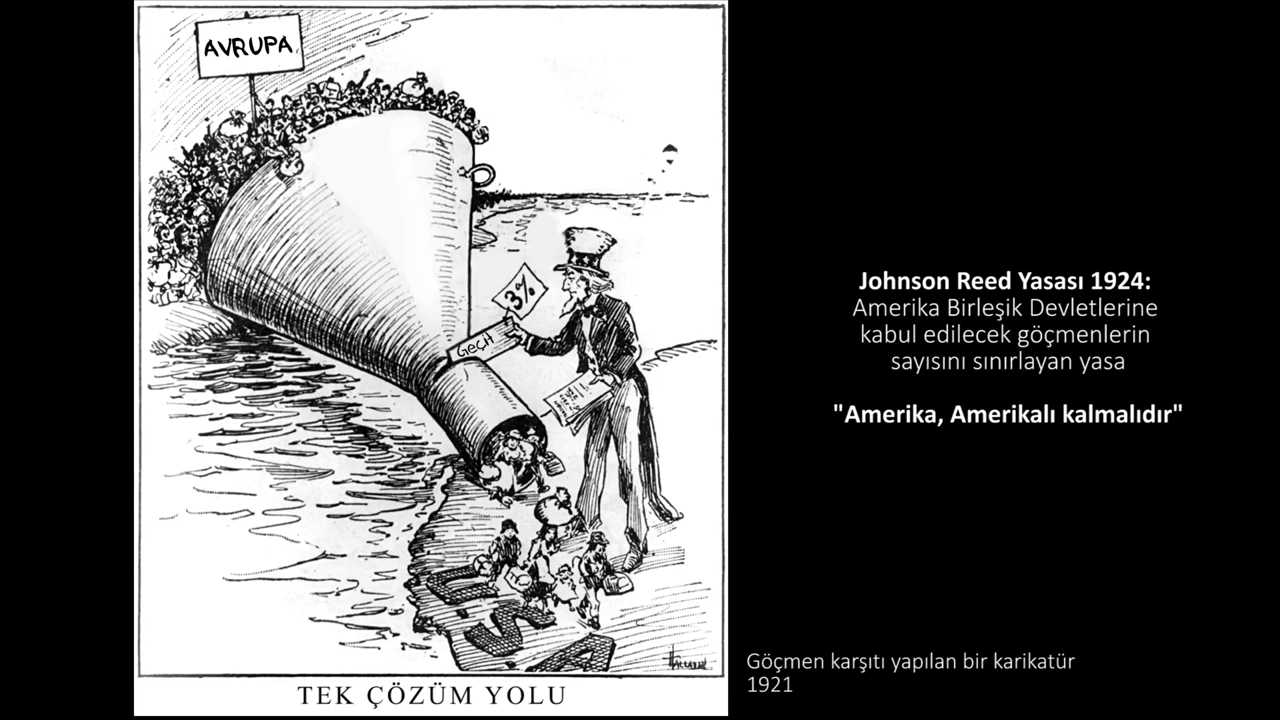 AVRUPA
3%
GEÇİT
USA
TEK ÇÖZÜM YOLU
Johnson Reed Yasası 1924:
Amerika Birleşik Devletlerine
kabul edilecek göçmenlerin
sayısını sınırlayan yasa
"Amerika, Amerikalı kalmalıdır"
Göçmen karşıtı yapılan bir karikatür
1921